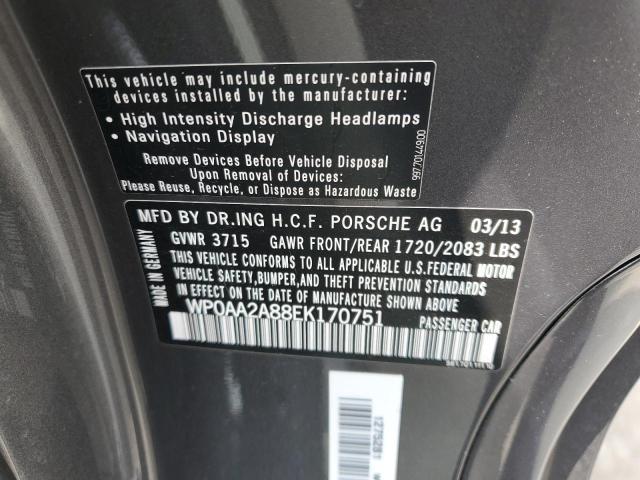 This vehicle may include mercury-containing
devices installed by the manufacturer:
• High Intensity Discharge Headlamps
• Navigation Display
Remove Devices Before Vehicle Disposal
Upon Removal of Devices:
Please Reuse, Recycle, or Dispose as Hazardous Waste
MFD BY DR.ING H.C.F. PORSCHE AG 03/13
GVWR 3715 GAWR FRONT/REAR 1720/2083 LBS
THIS VEHICLE CONFORMS TO ALL APPLICABLE U.S.FEDERAL MOTOR
VEHICLE SAFETY,BUMPER,AND THEFT PREVENTION STANDARDS
IN EFFECT ON THE DATE OF MANUFACTURE SHOWN ABOVE.
WP0AA2A88EK170751 PASSENGER CAR
MADE IN GERMANY
1275281